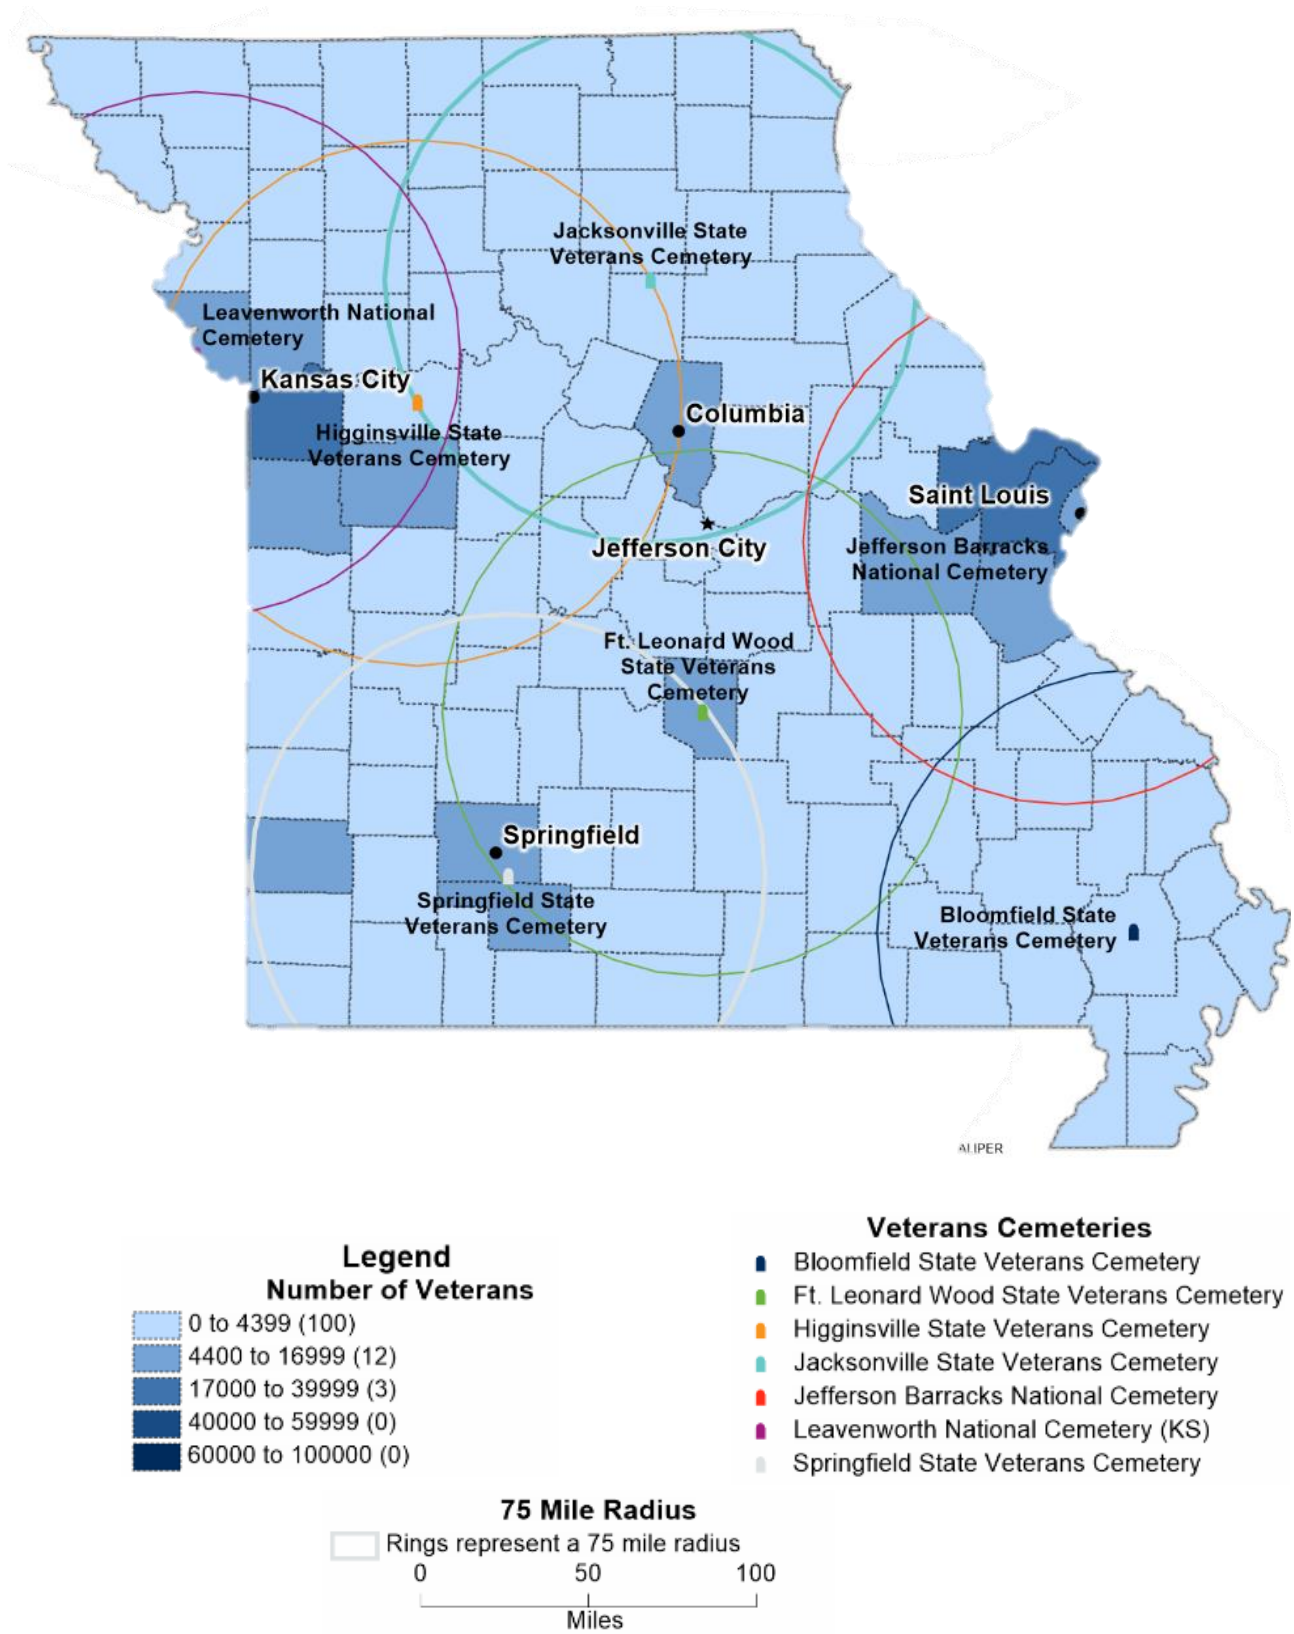 Jacksonville State
Veterans Cemetery
Leavenworth National
Cemetery
Kansas City
Columbia
Higginsville State
Veterans Cemetery
Saint Louis
Jefferson City
Jefferson Barracks
National Cemetery
Ft. Leonard Wood
State Veterans
Cemetery
Springfield
Springfield State
Veterans Cemetery
Bloomfield State
Veterans Cemetery
Legend
Number of Veterans
0 to 4399 (100)
4400 to 16999 (12)
17000 to 39999 (3)
40000 to 59999 (0)
60000 to 100000 (0)
Veterans Cemeteries
Bloomfield State Veterans Cemetery
Ft. Leonard Wood State Veterans Cemetery
Higginsville State Veterans Cemetery
Jacksonville State Veterans Cemetery
Jefferson Barracks National Cemetery
Leavenworth National Cemetery (KS)
Springfield State Veterans Cemetery
75 Mile Radius
Rings represent a 75 mile radius
0 50 100
Miles